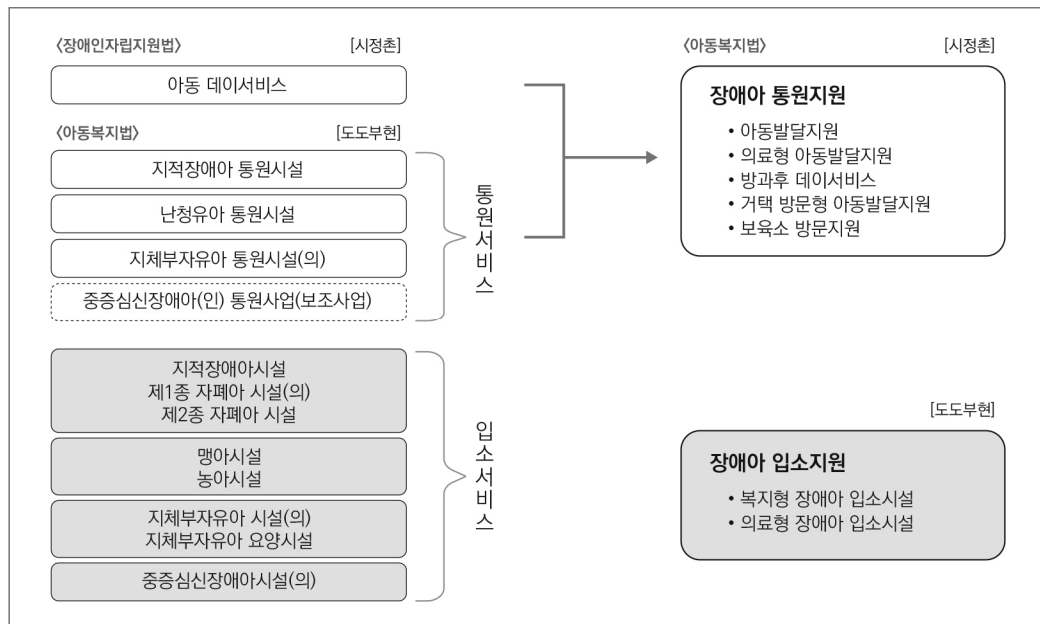 〈장애인자립지원법〉 [시정촌]
아동 데이서비스
〈아동복지법〉 [도도부현]
지적장애아 통원시설
난청유아 통원시설
지체부자유아 통원시설(의)
중증심신장애아(인) 통원사업(보조사업)
통원서비스
지적장애아시설
제1종 자폐아 시설(의)
제2종 자폐아 시설
맹아시설
농아시설
지체부자유아 시설(의)
지체부자유아 요양시설
중증심신장애아시설(의)
입소서비스
〈아동복지법〉 [시정촌]
장애아 통원지원
• 아동발달지원
• 의료형 아동발달지원
• 방과후 데이서비스
• 거택 방문형 아동발달지원
• 보육소 방문지원
[도도부현]
장애아 입소지원
• 복지형 장애아 입소시설
• 의료형 장애아 입소시설